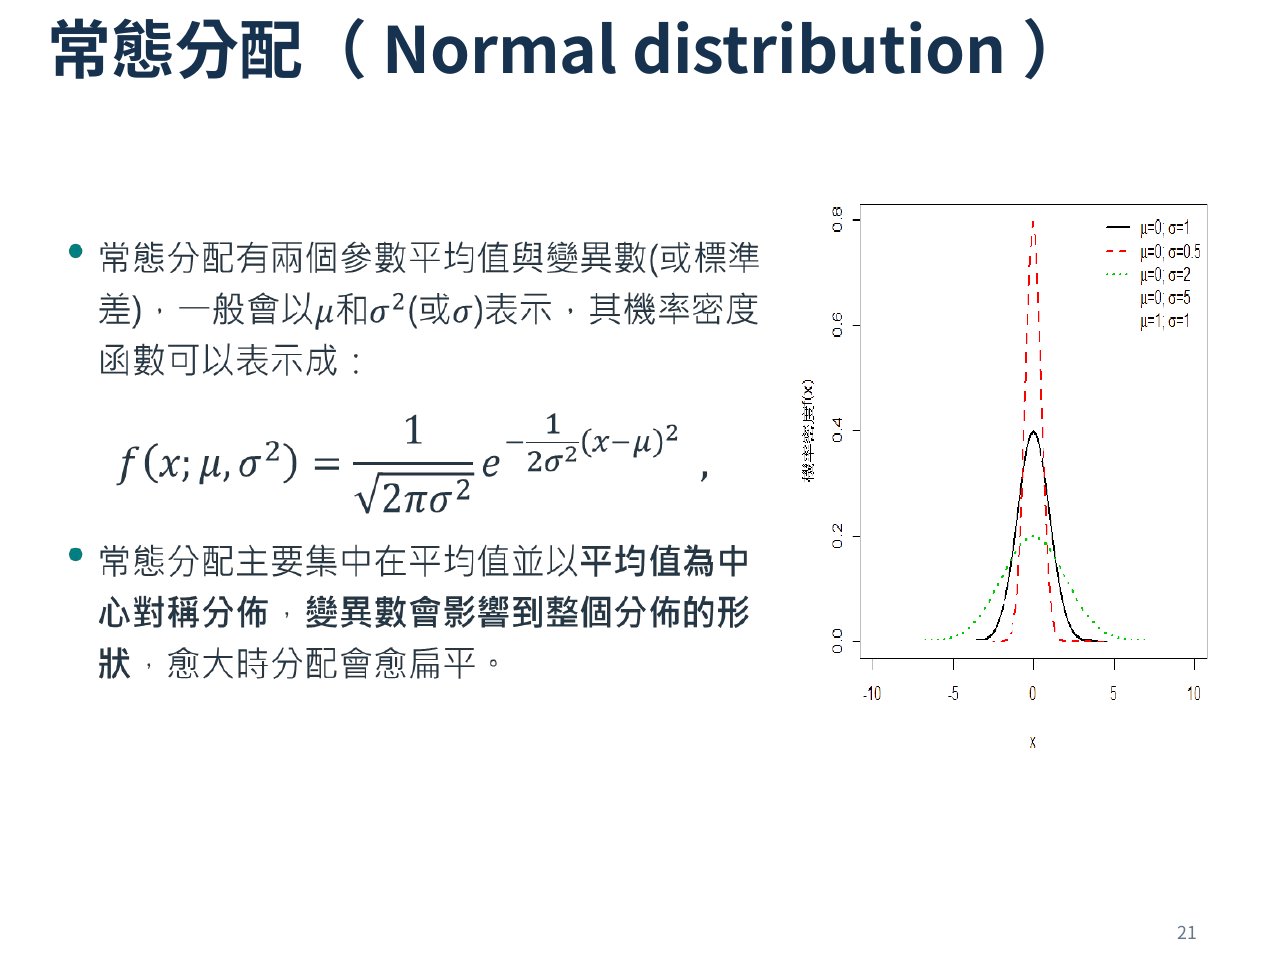 常態分配（Normal distribution）
常態分配有兩個參數平均值與變異數(或標準
差)，一般會以μ和σ²(或σ)表示，其機率密度
函數可以表示成：
f(x; μ, σ²) = 1/√(2πσ²) e^(−1/(2σ²)(x−μ)²) ,
常態分配主要集中在平均值並以平均值為中
心對稱分佈，變異數會影響到整個分佈的形
狀，愈大時分配會愈扁平。
μ=0; σ=1
μ=0; σ=0.5
μ=0; σ=2
μ=0; σ=5
μ=1; σ=1
機率密度f(x)
0.8
0.6
0.4
0.2
0.0
-10 -5 0 5 10
x
21